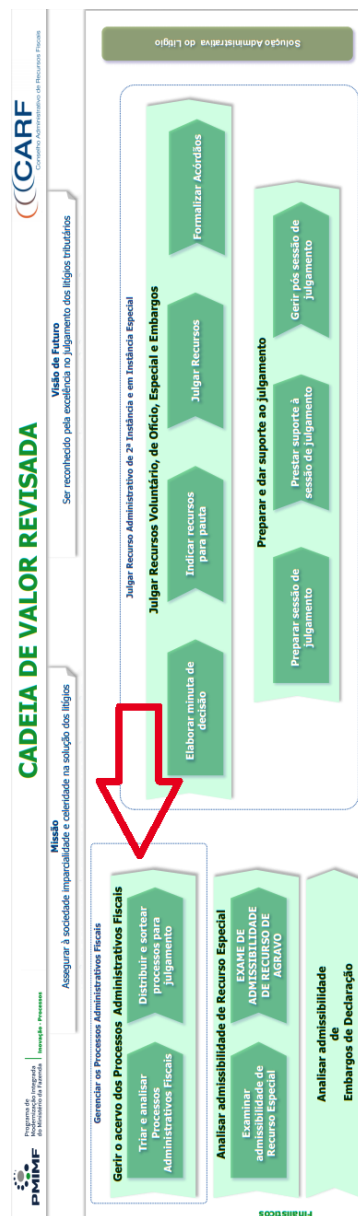 PMIMF
Programa de
Modernização Integrada
do Ministério da Fazenda
Inovação - Processos
CADEIA DE VALOR REVISADA
CARF
Conselho Administrativo de Recursos Fiscais
Missão
Assegurar à sociedade imparcialidade e celeridade na solução dos litígios
Visão de Futuro
Ser reconhecido pela excelência no julgamento dos litígios tributários
Finalísticos
Gerenciar os Processos Administrativos Fiscais
Gerir o acervo dos Processos Administrativos Fiscais
Triar e analisar
Processos
Administrativos Fiscais
Distribuir e sortear
processos para
julgamento
Analisar admissibilidade de Recurso Especial
Examinar
admissibilidade de
Recurso Especial
EXAME DE
ADMISSIBILIDADE
DE RECURSO DE
AGRAVO
Analisar admissibilidade
de
Embargos de Declaração
Julgar Recurso Administrativo de 2ª Instância e em Instância Especial
Julgar Recursos Voluntário, de Ofício, Especial e Embargos
Elaborar minuta de
decisão
Indicar recursos
para pauta
Julgar Recursos
Formalizar Acórdãos
Preparar e dar suporte ao julgamento
Preparar sessão de
julgamento
Prestar suporte à
sessão de julgamento
Gerir pós sessão de
julgamento
Solução Administrativa do Litígio